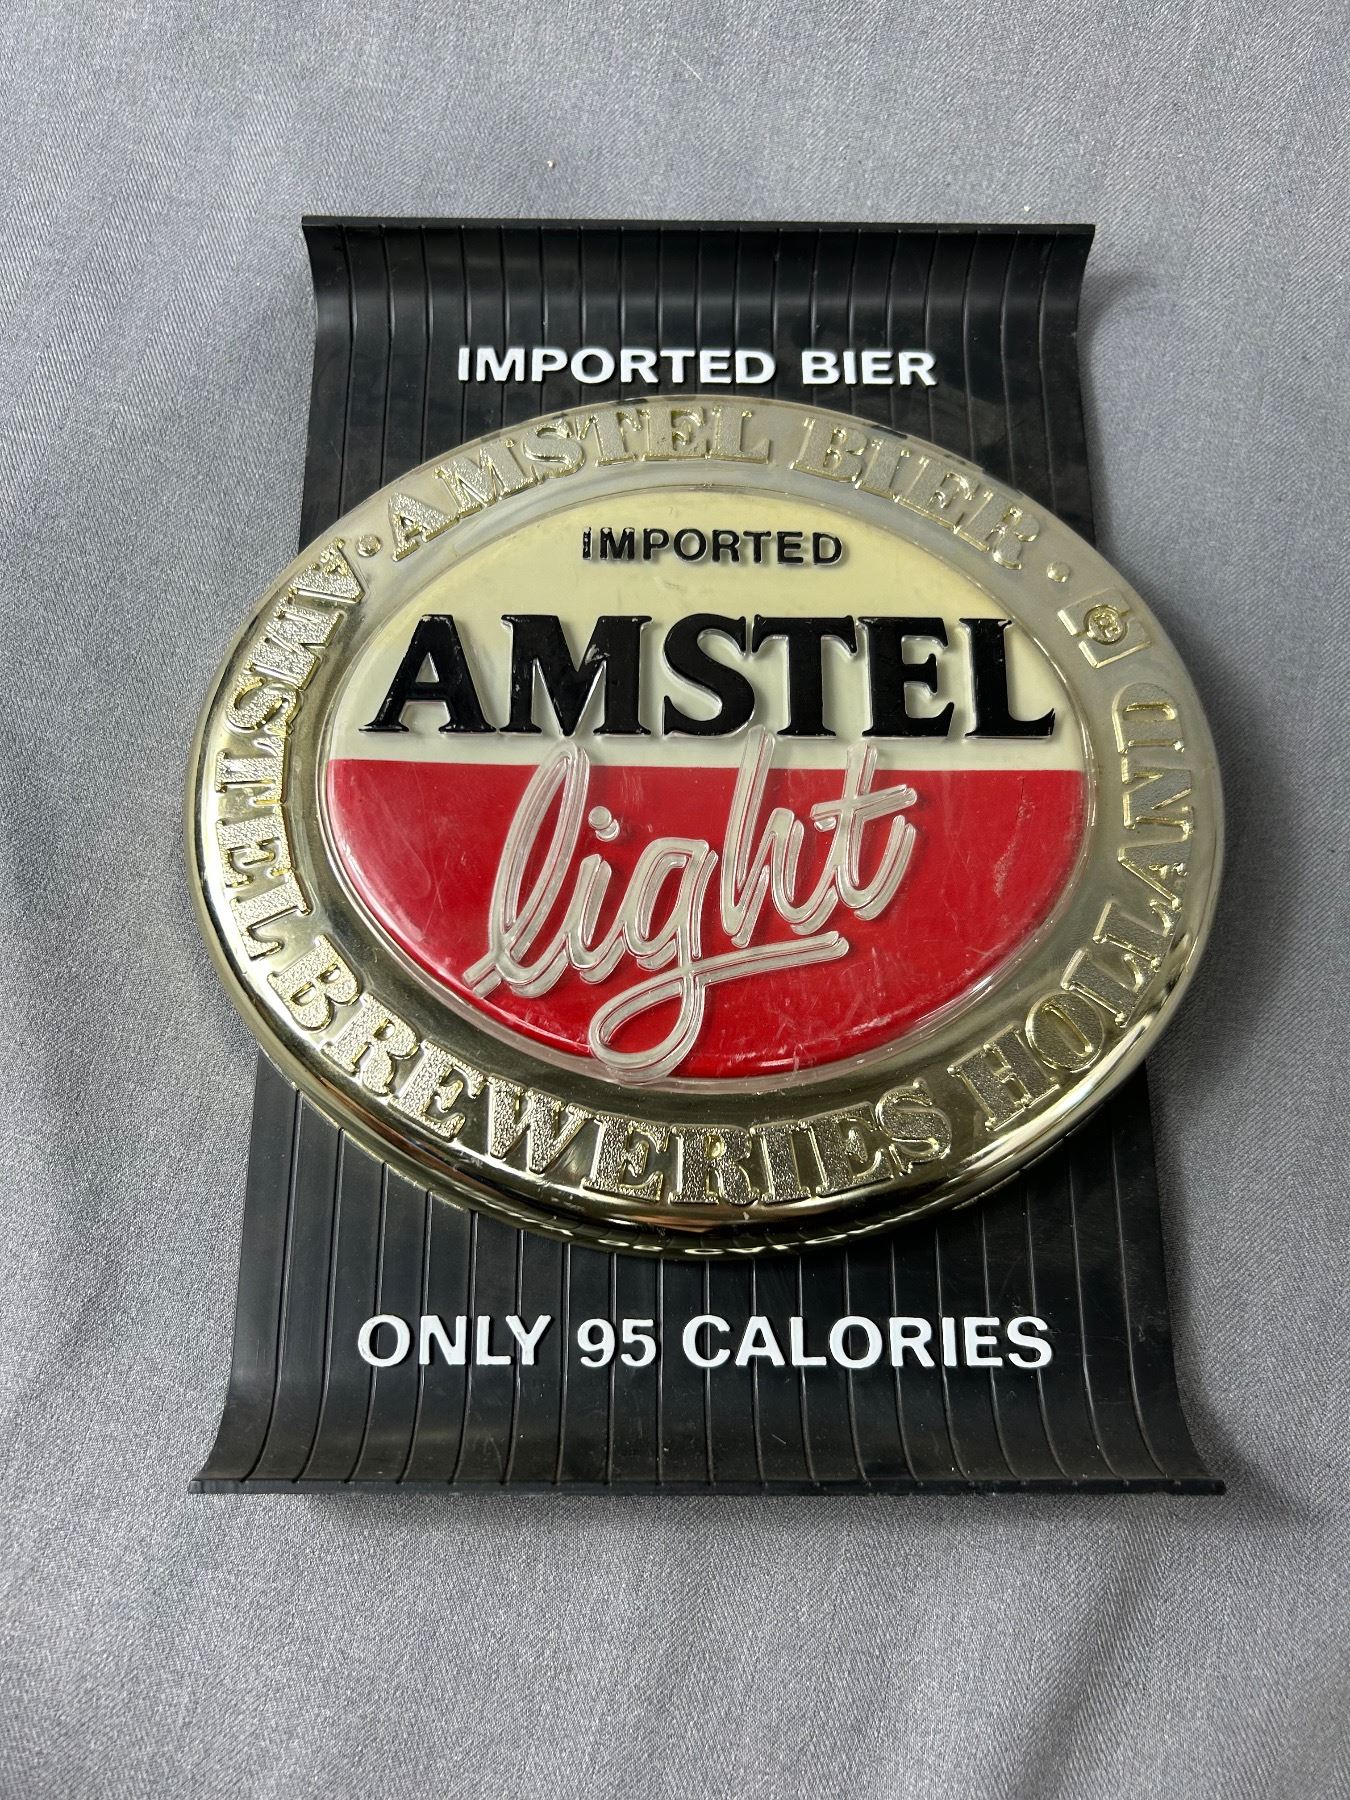 IMPORTED BIER
· AMSTEL BIER ·
IMPORTED
AMSTEL
light
AMSTEL BREWERIES HOLLAND
ONLY 95 CALORIES